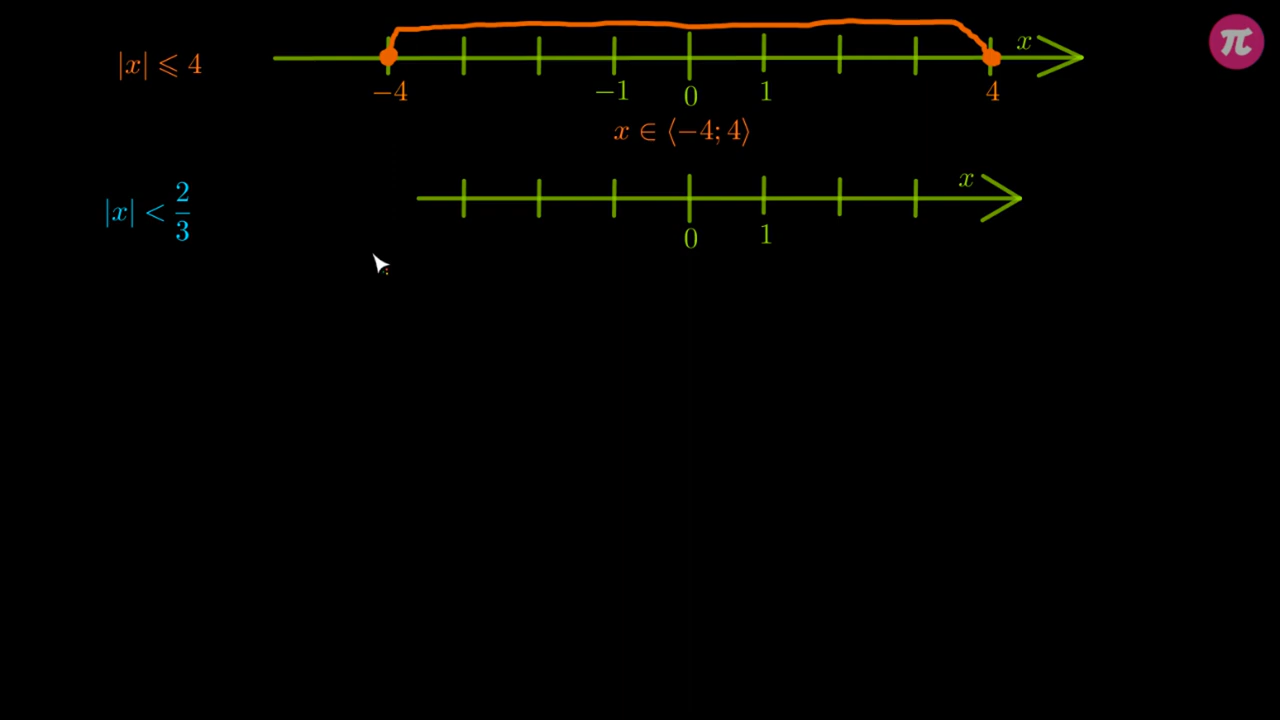 |x| ⩽ 4
x
−4 −1 0 1 4
x ∈ ⟨−4; 4⟩
|x| < 2/3
x
0 1
π